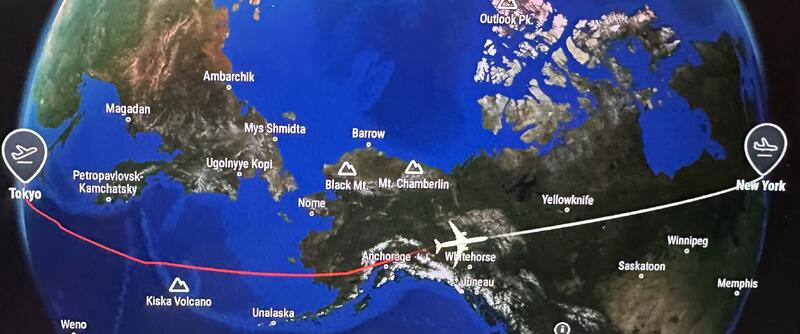 Outlook Pk.
Ambarchik
Magadan
Mys Shmidta
Barrow
Ugolnyye Kopi
Black Mt.
Mt. Chamberlin
Petropavlovsk-
Kamchatsky
Tokyo
New York
Nome
Yellowknife
Anchorage
Whitehorse
Winnipeg
Saskatoon
Juneau
Memphis
Kiska Volcano
Unalaska
Weno